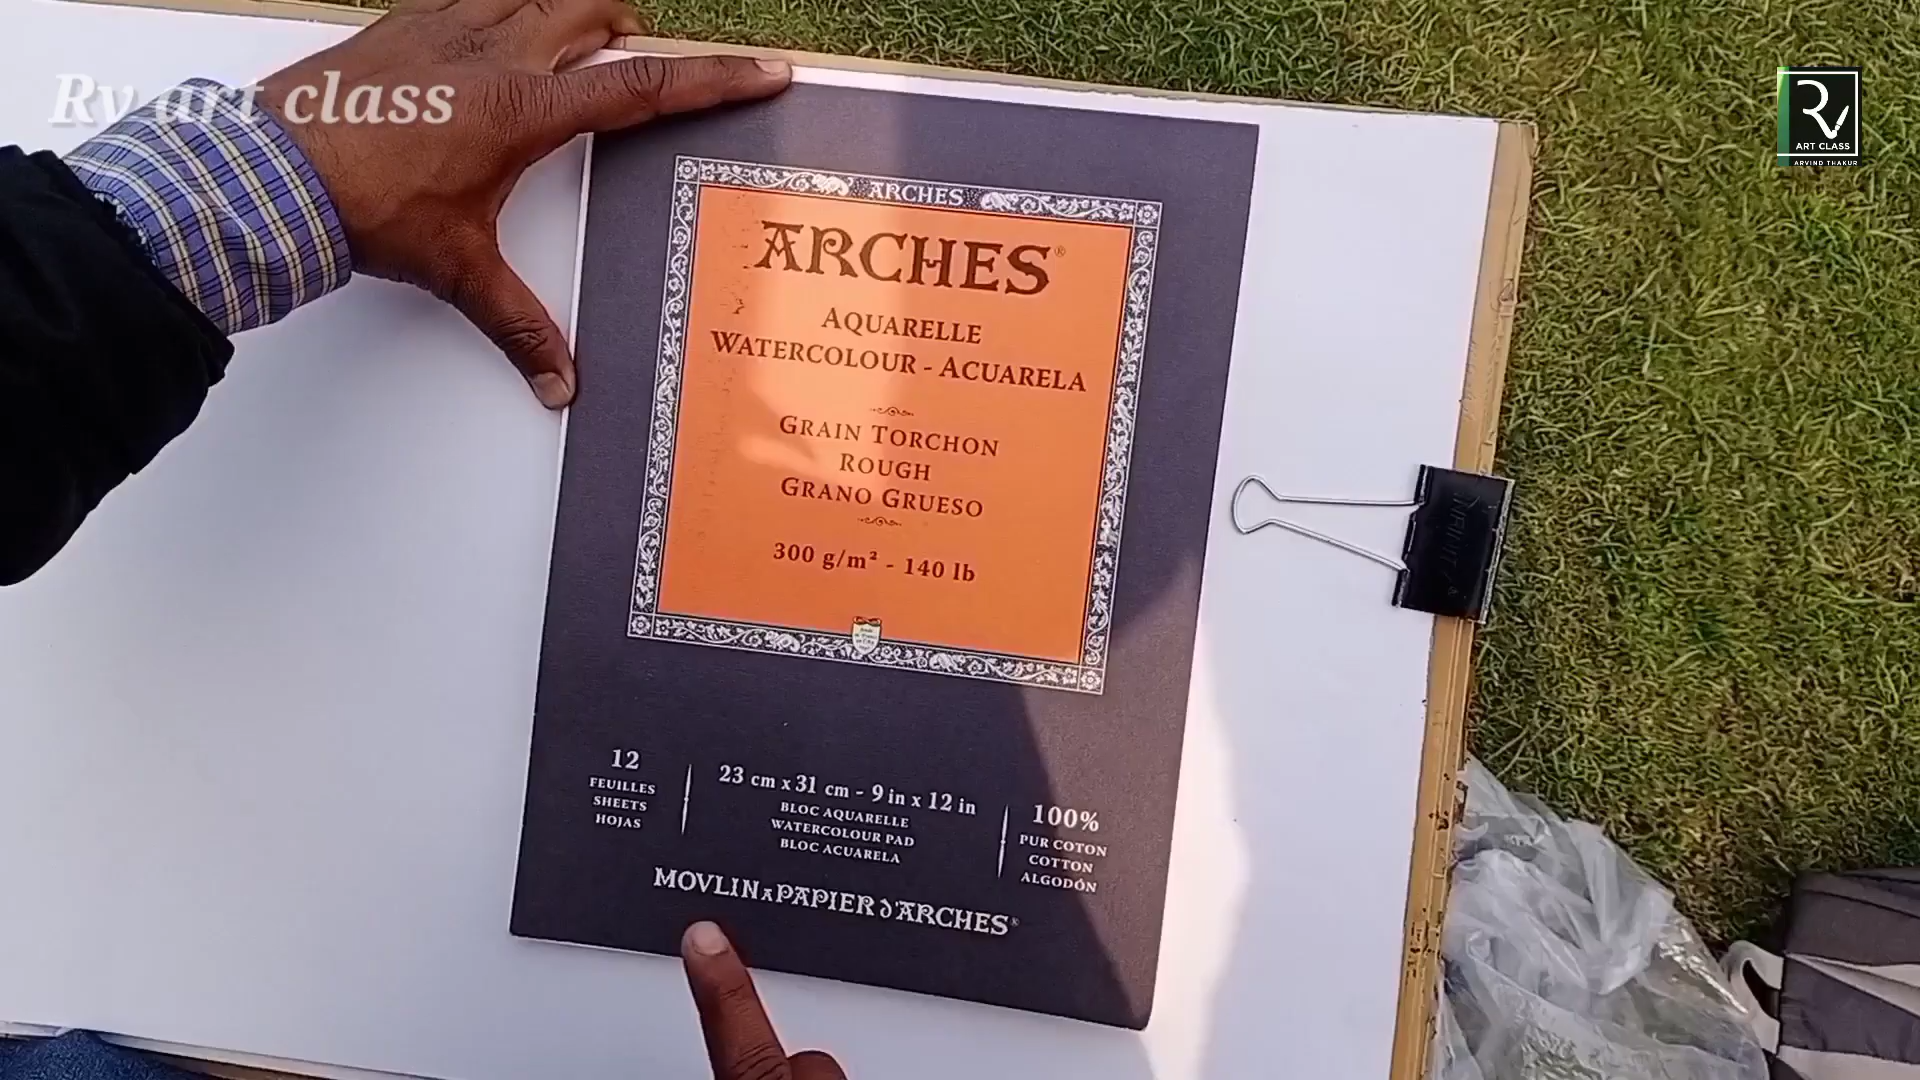 Rv art class
RV
ART CLASS
ARVIND THAKUR
ARCHES
ARCHES®
AQUARELLE
WATERCOLOUR - ACUARELA
GRAIN TORCHON
ROUGH
GRANO GRUESO
300 g/m² - 140 lb
12
FEUILLES
SHEETS
HOJAS
23 cm x 31 cm - 9 in x 12 in
BLOC AQUARELLE
WATERCOLOUR PAD
BLOC ACUARELA
100%
PUR COTON
COTTON
ALGODÓN
MOVLIN A PAPIER d'ARCHES®